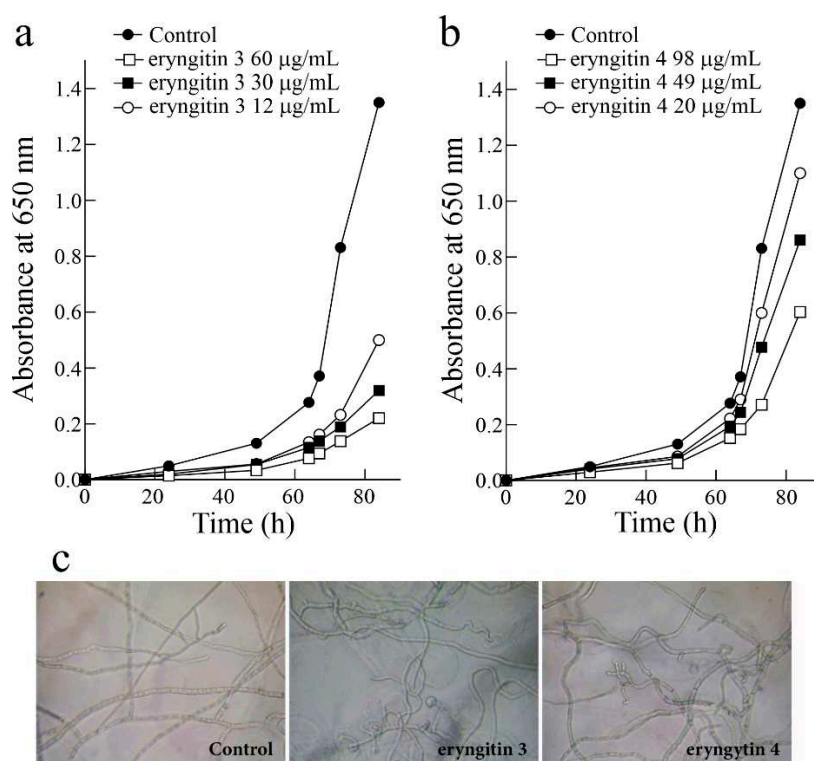 a
Control
eryngitin 3 60 μg/mL
eryngitin 3 30 μg/mL
eryngitin 3 12 μg/mL
1.4
1.2
1.0
0.8
0.6
0.4
0.2
0.0
0 20 40 60 80
Absorbance at 650 nm
Time (h)
b
Control
eryngitin 4 98 μg/mL
eryngitin 4 49 μg/mL
eryngitin 4 20 μg/mL
1.4
1.2
1.0
0.8
0.6
0.4
0.2
0.0
0 20 40 60 80
Absorbance at 650 nm
Time (h)
c
Control
eryngitin 3
eryngytin 4